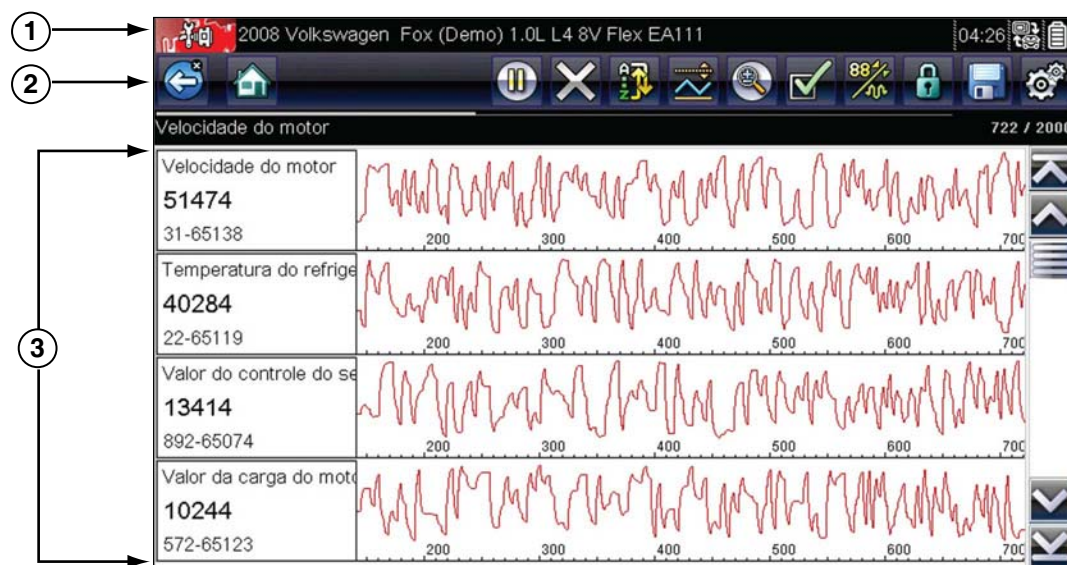 1
2008 Volkswagen Fox (Demo) 1.0L L4 8V Flex EA111
04:26
2
A
Z
88
Velocidade do motor
722 / 2000
3
Velocidade do motor
51474
31-65138
200 300 400 500 600 700
Temperatura do refrige
40284
22-65119
200 300 400 500 600 700
Valor do controle do se
13414
892-65074
200 300 400 500 600 700
Valor da carga do moto
10244
572-65123
200 300 400 500 600 700